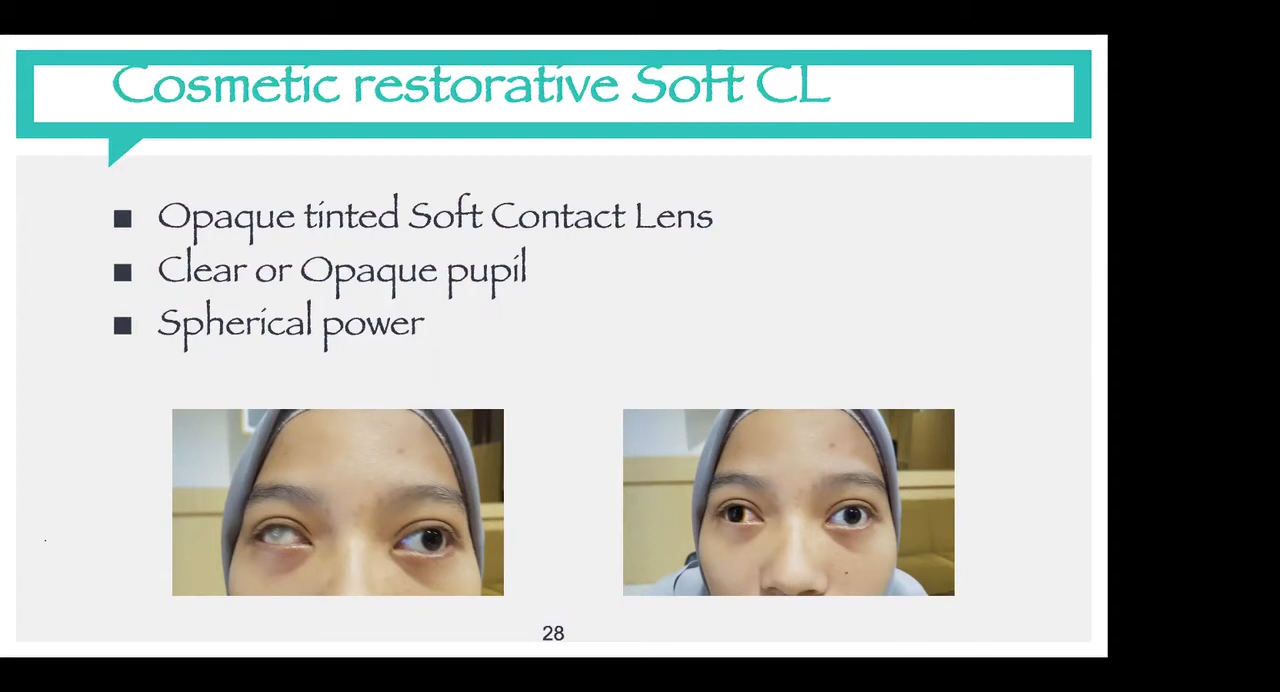 Cosmetic restorative Soft CL
■ Opaque tinted Soft Contact Lens
■ Clear or Opaque pupil
■ Spherical power
28